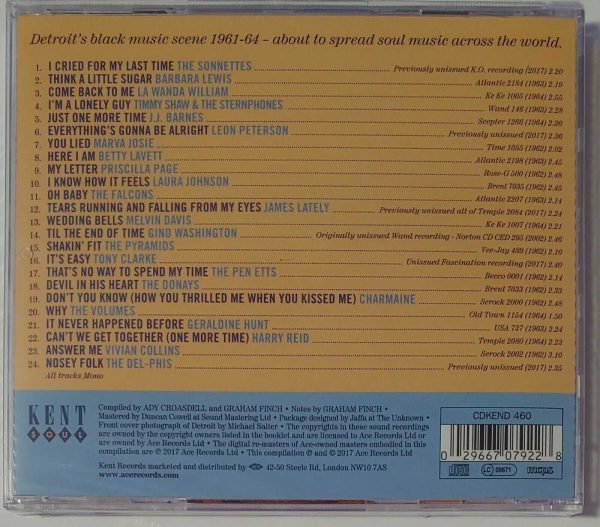 Detroit's black music scene 1961-64 – about to spread soul music across the world.
1. I CRIED FOR MY LAST TIME THE SONNETTES Previously unissued K.O. recording (2017) 2.20
2. THINK A LITTLE SUGAR BARBARA LEWIS Atlantic 2184 (1963) 2.19
3. COME BACK TO ME LA WANDA WILLIAM Ke Ke 1005 (1964) 2.55
4. I'M A LONELY GUY TIMMY SHAW & THE STERNPHONES Wand 146 (1963) 2.28
5. JUST ONE MORE TIME J.J. BARNES Scepter 1266 (1964) 2.34
6. EVERYTHING'S GONNA BE ALRIGHT LEON PETERSON Previously unissued (2017) 2.36
7. YOU LIED MARVA JOSIE Time 1055 (1962) 2.02
8. HERE I AM BETTY LAVETT Atlantic 2198 (1963) 2.45
9. MY LETTER PRISCILLA PAGE Rose-G 500 (1962) 2.48
10. I KNOW HOW IT FEELS LAURA JOHNSON Brent 7035 (1962) 2.45
11. OH BABY THE FALCONS Atlantic 2207 (1963) 2.14
12. TEARS RUNNING AND FALLING FROM MY EYES JAMES LATELY Previously unissued alt of Temple 2084 (2017) 2.24
13. WEDDING BELLS MELVIN DAVIS Ke Ke 1007 (1964) 2.21
14. TIL THE END OF TIME GINO WASHINGTON Originally unissued Wand recording - Norton CD CED 295 (2002) 2.46
15. SHAKIN' FIT THE PYRAMIDS Vee-Jay 489 (1962) 2.10
16. IT'S EASY TONY CLARKE Unissued Fascination recording (2017) 2.40
17. THAT'S NO WAY TO SPEND MY TIME THE PEN ETTS Becco 0001 (1962) 2.14
18. DEVIL IN HIS HEART THE DONAYS Brent 7033 (1962) 2.33
19. DON'T YOU KNOW (HOW YOU THRILLED ME WHEN YOU KISSED ME) CHARMAINE Serock 2000 (1962) 2.48
20. WHY THE VOLUMES Old Town 1154 (1964) 1.50
21. IT NEVER HAPPENED BEFORE GERALDINE HUNT USA 737 (1963) 2.24
22. CAN'T WE GET TOGETHER (ONE MORE TIME) HARRY REID Temple 2080 (1964) 2.23
23. ANSWER ME VIVIAN COLLINS Serock 2002 (1962) 3.10
24. NOSEY FOLK THE DEL-PHIS Previously unissued (2017) 2.35
All tracks Mono
KENT
SOUL
Compiled by ADY CROASDELL and GRAHAM FINCH • Notes by GRAHAM FINCH •
Mastered by Duncan Cowell at Sound Mastering Ltd • Package designed by Jaffa at The Unknown •
Front cover photograph of Detroit by Michael Salter • The copyrights in these sound recordings
are owned by the copyright owners listed in the booklet and are licensed to Ace Records Ltd or
are owned by Ace Records Ltd • The digital re-masters of Ace-owned masters embodied in this
compilation are ℗ 2017 Ace Records Ltd • This compilation ℗ and © 2017 Ace Records Ltd
Kent Records marketed and distributed by ACE 42-50 Steele Rd, London NW10 7AS
www.acerecords.com
CDKEND 460
0 29667 07922 8
LC 09671
mcps